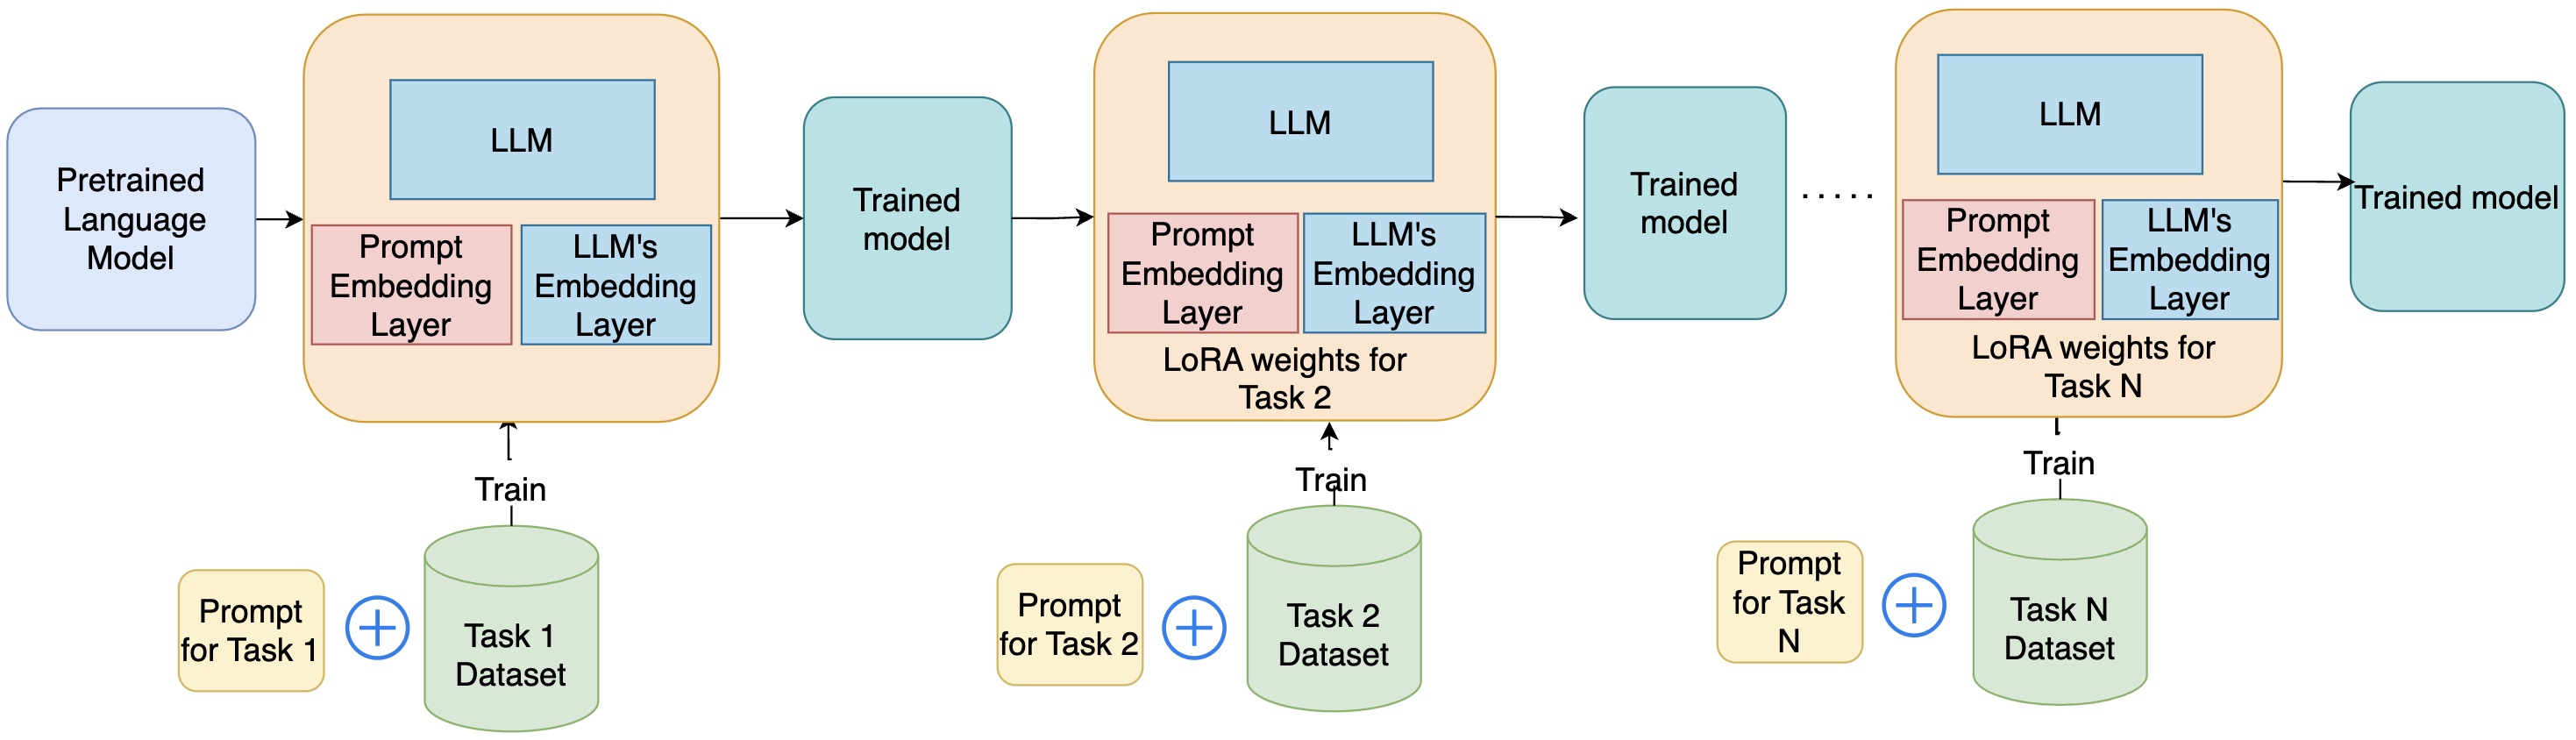 Pretrained
Language
Model
LLM
Prompt
Embedding
Layer
LLM's
Embedding
Layer
Train
Prompt
for Task 1
Task 1
Dataset
Trained
model
LLM
Prompt
Embedding
Layer
LLM's
Embedding
Layer
LoRA weights for
Task 2
Train
Prompt
for Task 2
Task 2
Dataset
Trained
model
.....
LLM
Prompt
Embedding
Layer
LLM's
Embedding
Layer
LoRA weights for
Task N
Train
Prompt
for Task
N
Task N
Dataset
Trained model